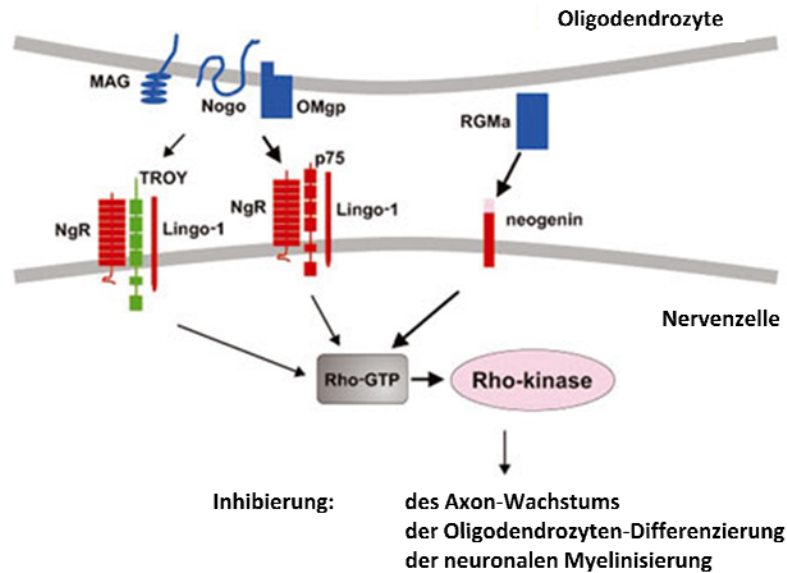 Oligodendrozyte
MAG
Nogo
OMgp
RGMa
TROY
p75
NgR
Lingo-1
NgR
Lingo-1
neogenin
Nervenzelle
Rho-GTP
Rho-kinase
Inhibierung: des Axon-Wachstums
der Oligodendrozyten-Differenzierung
der neuronalen Myelinisierung